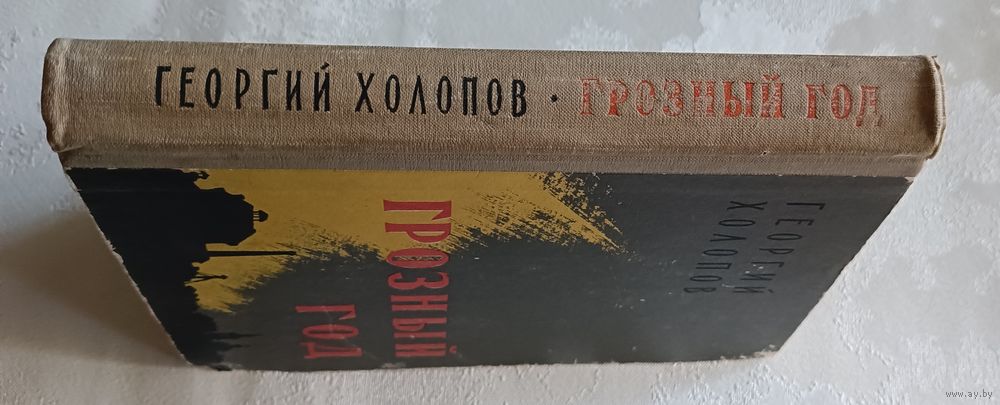 ГЕОРГИЙ ХОЛОПОВ · ГРОЗНЫЙ ГОД
ГЕОРГИЙ
ХОЛОПОВ
ГРОЗНЫЙ
ГОД
www.ay.by